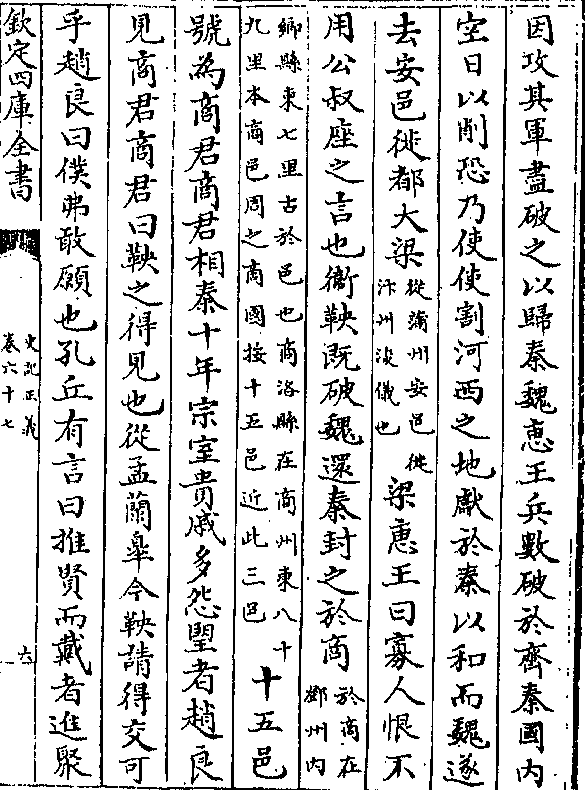 因攻其軍盡破之以歸秦魏恵王兵數破於齊秦國内
空日以削恐乃使使割河西之地獻於秦以和而魏遂
去安邑徙都大梁從蒲州安邑徙
汴州浚儀也
梁恵王曰寡人恨不
用公叔座之言也衞鞅既破魏還秦封之於商於商在
鄧州内
鄉縣東七里古於邑也商洛縣在商州東八十
九里本商邑周之商國按十五邑近此三邑
十五邑
號為商君商君相秦十年宗室貴戚多怨望者趙良
見商君商君曰鞅之得見也從孟蘭臯今鞅請得交可
乎趙良曰僕弗敢願也孔丘有言曰推賢而戴者進聚
欽定四庫全書
史記正義
卷六十七
六